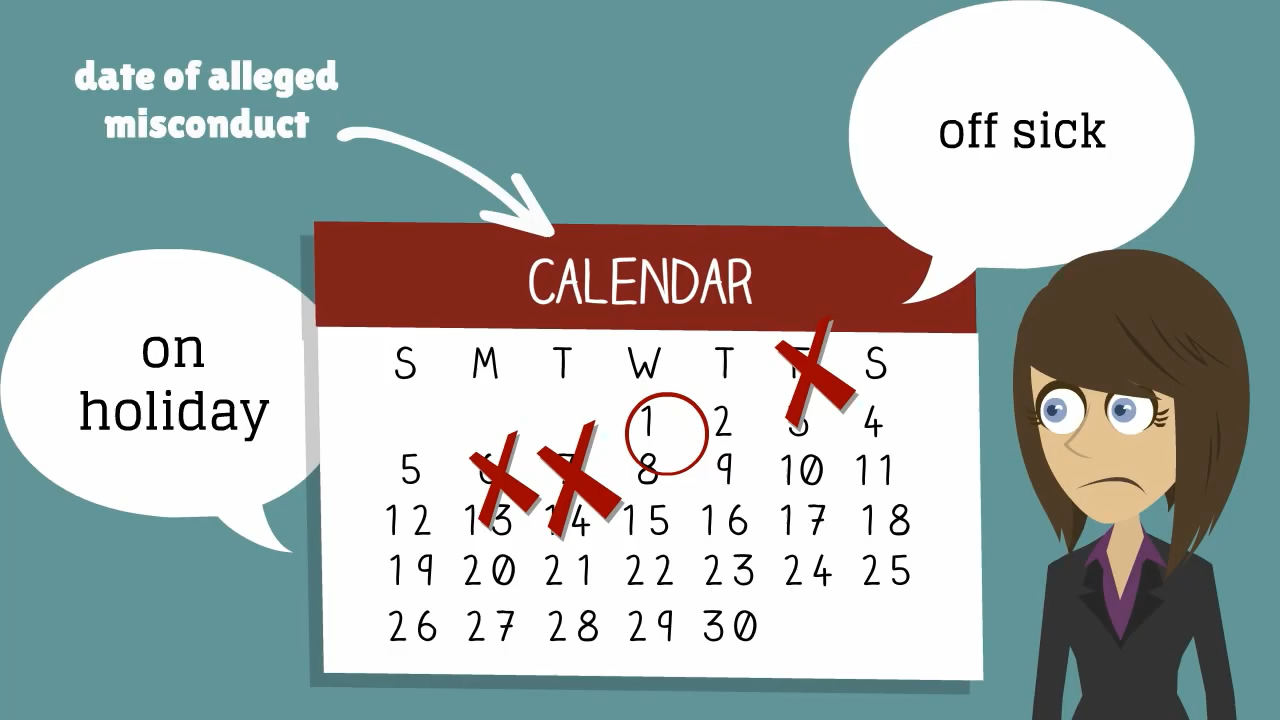 date of alleged
misconduct
off sick
on
holiday
CALENDAR
S M T W T S
1 2 3 4
5 6 7 8 9 10 11
12 13 14 15 16 17 18
19 20 21 22 23 24 25
26 27 28 29 30